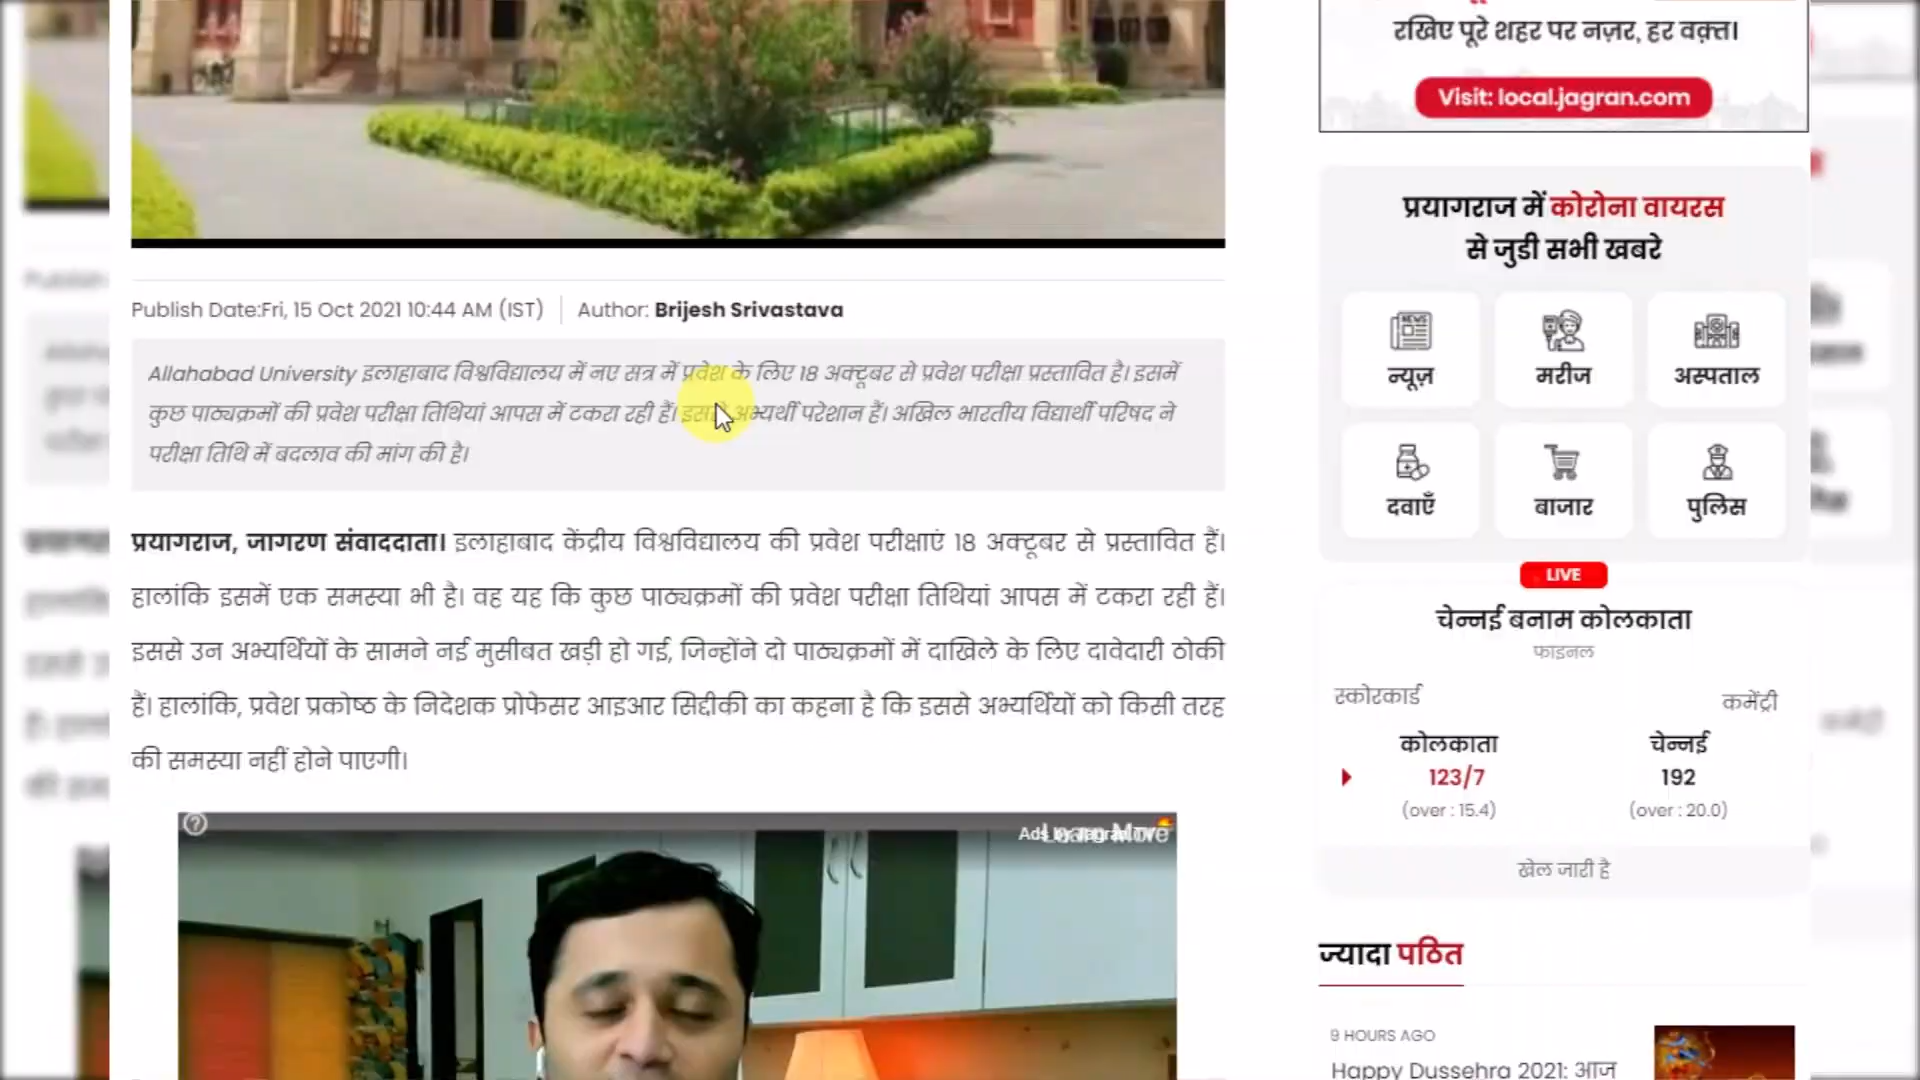 रखिए पूरे शहर पर नज़र, हर वक़्त।
Visit: local.jagran.com
प्रयागराज में कोरोना वायरस
से जुडी सभी खबरे
न्यूज़
मरीज
अस्पताल
दवाएँ
बाजार
पुलिस
Publish Date:Fri, 15 Oct 2021 10:44 AM (IST)
Author: Brijesh Srivastava
Allahabad University इलाहाबाद विश्वविद्यालय में नए सत्र में प्रवेश के लिए 18 अक्टूबर से प्रवेश परीक्षा प्रस्तावित है। इसमें
कुछ पाठ्यक्रमों की प्रवेश परीक्षा तिथियां आपस में टकरा रही हैं। इससे अभ्यर्थी परेशान हैं। अखिल भारतीय विद्यार्थी परिषद ने
परीक्षा तिथि में बदलाव की मांग की है।
प्रयागराज, जागरण संवाददाता। इलाहाबाद केंद्रीय विश्वविद्यालय की प्रवेश परीक्षाएं 18 अक्टूबर से प्रस्तावित हैं।
हालांकि इसमें एक समस्या भी है। वह यह कि कुछ पाठ्यक्रमों की प्रवेश परीक्षा तिथियां आपस में टकरा रही हैं।
इससे उन अभ्यर्थियों के सामने नई मुसीबत खड़ी हो गई, जिन्होंने दो पाठ्यक्रमों में दाखिले के लिए दावेदारी ठोकी
हैं। हालांकि, प्रवेश प्रकोष्ठ के निदेशक प्रोफेसर आइआर सिद्दीकी का कहना है कि इससे अभ्यर्थियों को किसी तरह
की समस्या नहीं होने पाएगी।
Learn More
LIVE
चेन्नई बनाम कोलकाता
फाइनल
स्कोरकार्ड
कमेंट्री
कोलकाता
चेन्नई
123/7
192
(over : 15.4)
(over : 20.0)
खेल जारी है
ज्यादा पठित
9 HOURS AGO
Happy Dussehra 2021: आज